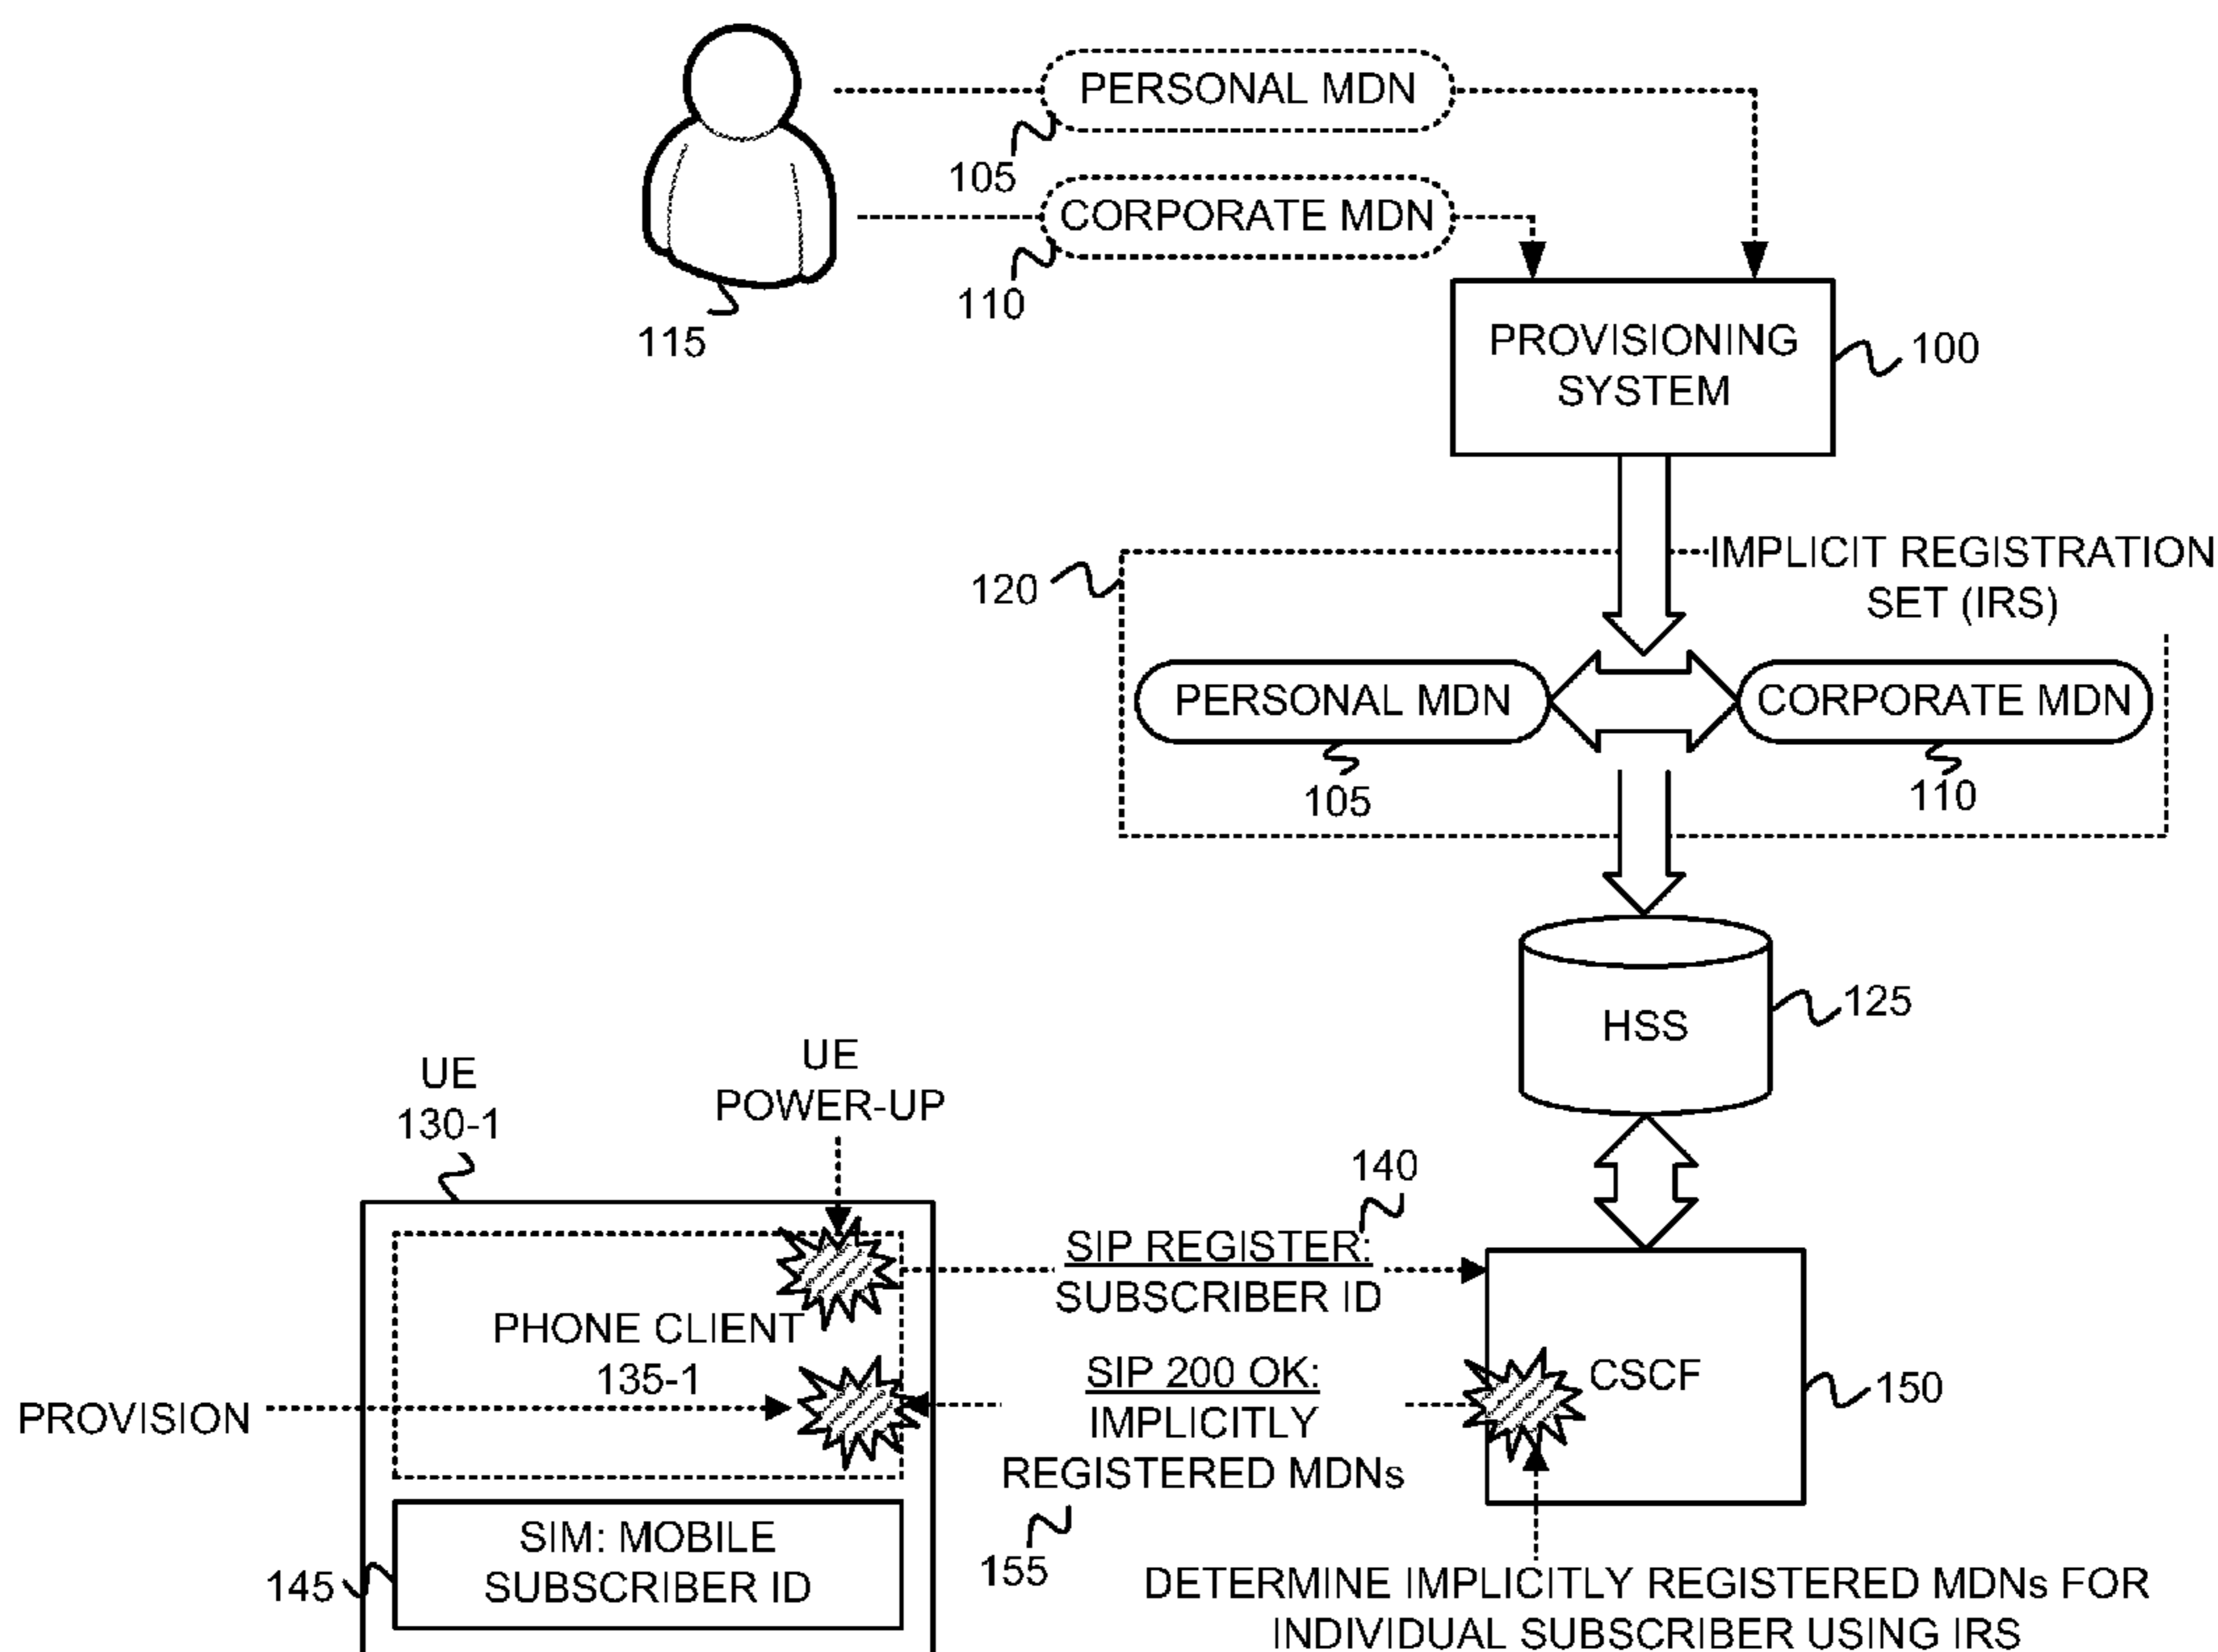 PERSONAL MDN
105
CORPORATE MDN
110
115
PROVISIONING
SYSTEM
100
IMPLICIT REGISTRATION
SET (IRS)
120
PERSONAL MDN
CORPORATE MDN
105
110
HSS
125
UE
130-1
UE
POWER-UP
140
SIP REGISTER:
SUBSCRIBER ID
PHONE CLIENT
135-1
PROVISION
SIP 200 OK:
IMPLICITLY
REGISTERED MDNs
155
CSCF
150
SIM: MOBILE
SUBSCRIBER ID
145
DETERMINE IMPLICITLY REGISTERED MDNs FOR
INDIVIDUAL SUBSCRIBER USING IRS